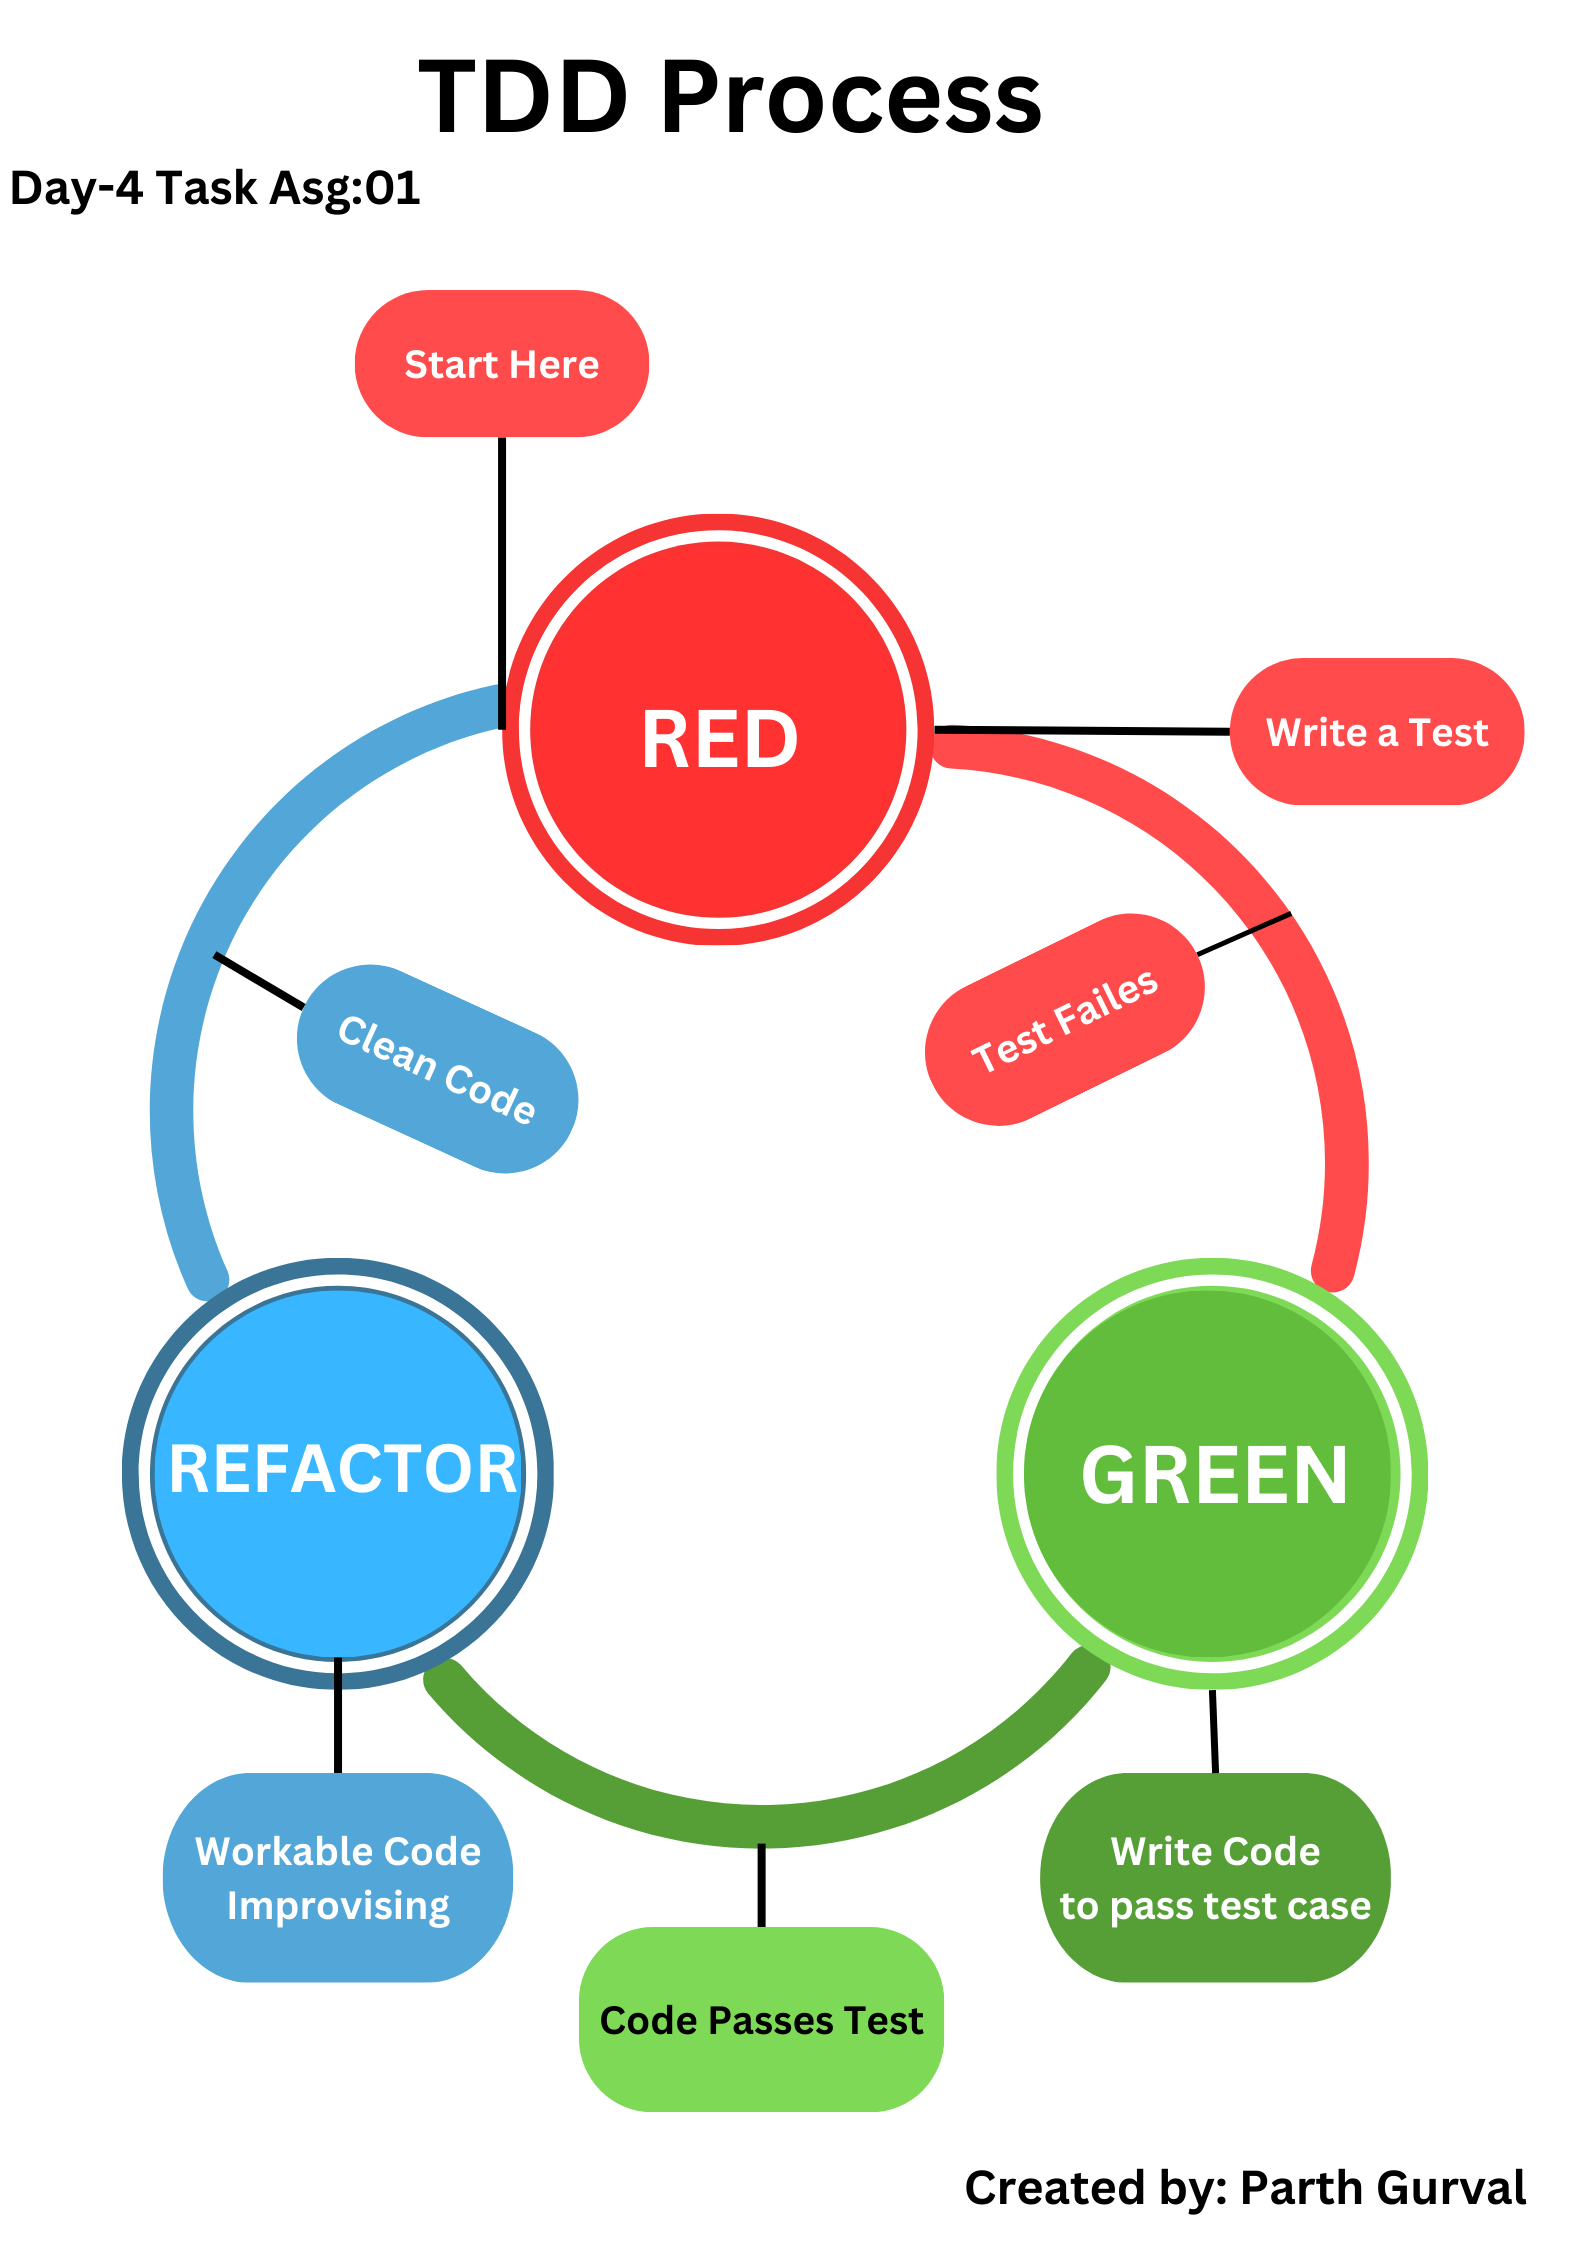 TDD Process
Day-4 Task Asg:01
Start Here
RED
Write a Test
Test Failes
Clean Code
REFACTOR
GREEN
Workable Code
Improvising
Write Code
to pass test case
Code Passes Test
Created by: Parth Gurval